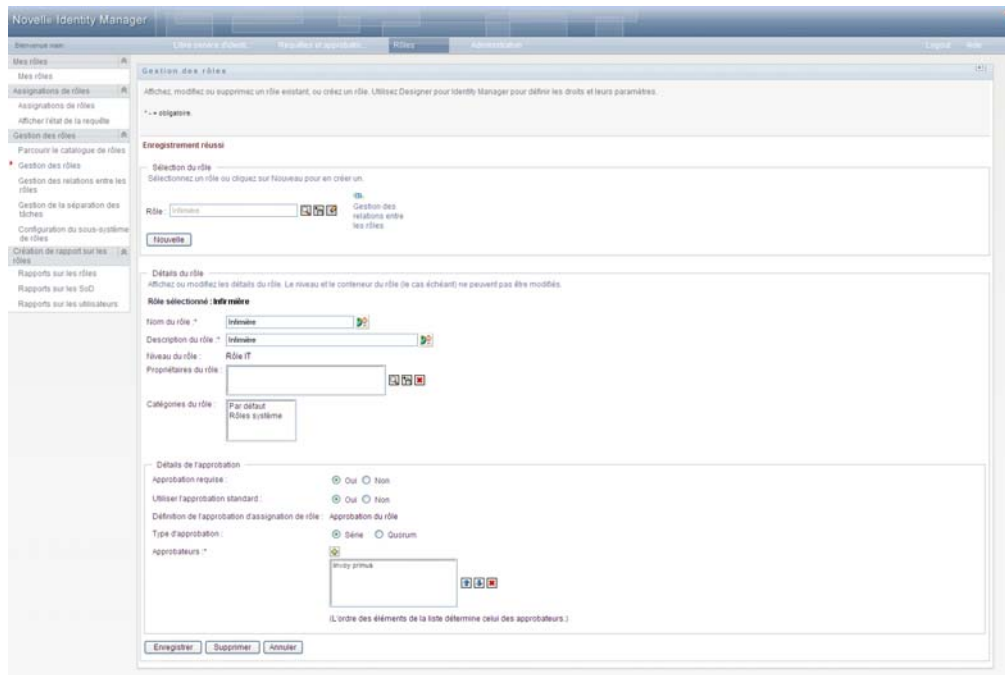 Novell® Identity Manager
Bienvenue
Libre-service d'ident...
Requêtes et approbatio...
Rôles
Administration
Logout
Aide
Mes rôles
Mes rôles
Assignations de rôles
Assignations de rôles
Afficher l'état de la requête
Gestion des rôles
Parcourir le catalogue de rôles
Gestion des rôles
Gestion des relations entre les
rôles
Gestion de la séparation des
tâches
Configuration du sous-système
de rôles
Création de rapport sur les
rôles
Rapports sur les rôles
Rapports sur les SoD
Rapports sur les utilisateurs
Gestion des rôles
Affichez, modifiez ou supprimez un rôle existant, ou créez un rôle. Utilisez Designer pour Identity Manager pour définir les droits et leurs paramètres.
* - = obligatoire.
Enregistrement réussi
Sélection du rôle
Sélectionnez un rôle ou cliquez sur Nouveau pour en créer un.
Rôle : Infirmière
Gestion des
relations entre
les rôles
Nouvelle
Détails du rôle
Affichez ou modifiez les détails du rôle. Le niveau et le conteneur du rôle (le cas échéant) ne peuvent pas être modifiés.
Rôle sélectionné : Infirmière
Nom du rôle :* Infirmière
Description du rôle :* Infirmière
Niveau du rôle : Rôle IT
Propriétaires du rôle :
Catégories du rôle : Par défaut
Rôles système
Détails de l'approbation
Approbation requise : Oui Non
Utiliser l'approbation standard : Oui Non
Définition de l'approbation d'assignation de rôle : Approbation du rôle
Type d'approbation : Série Quorum
Approbateurs :*
primus
(L'ordre des éléments de la liste détermine celui des approbateurs.)
Enregistrer Supprimer Annuler